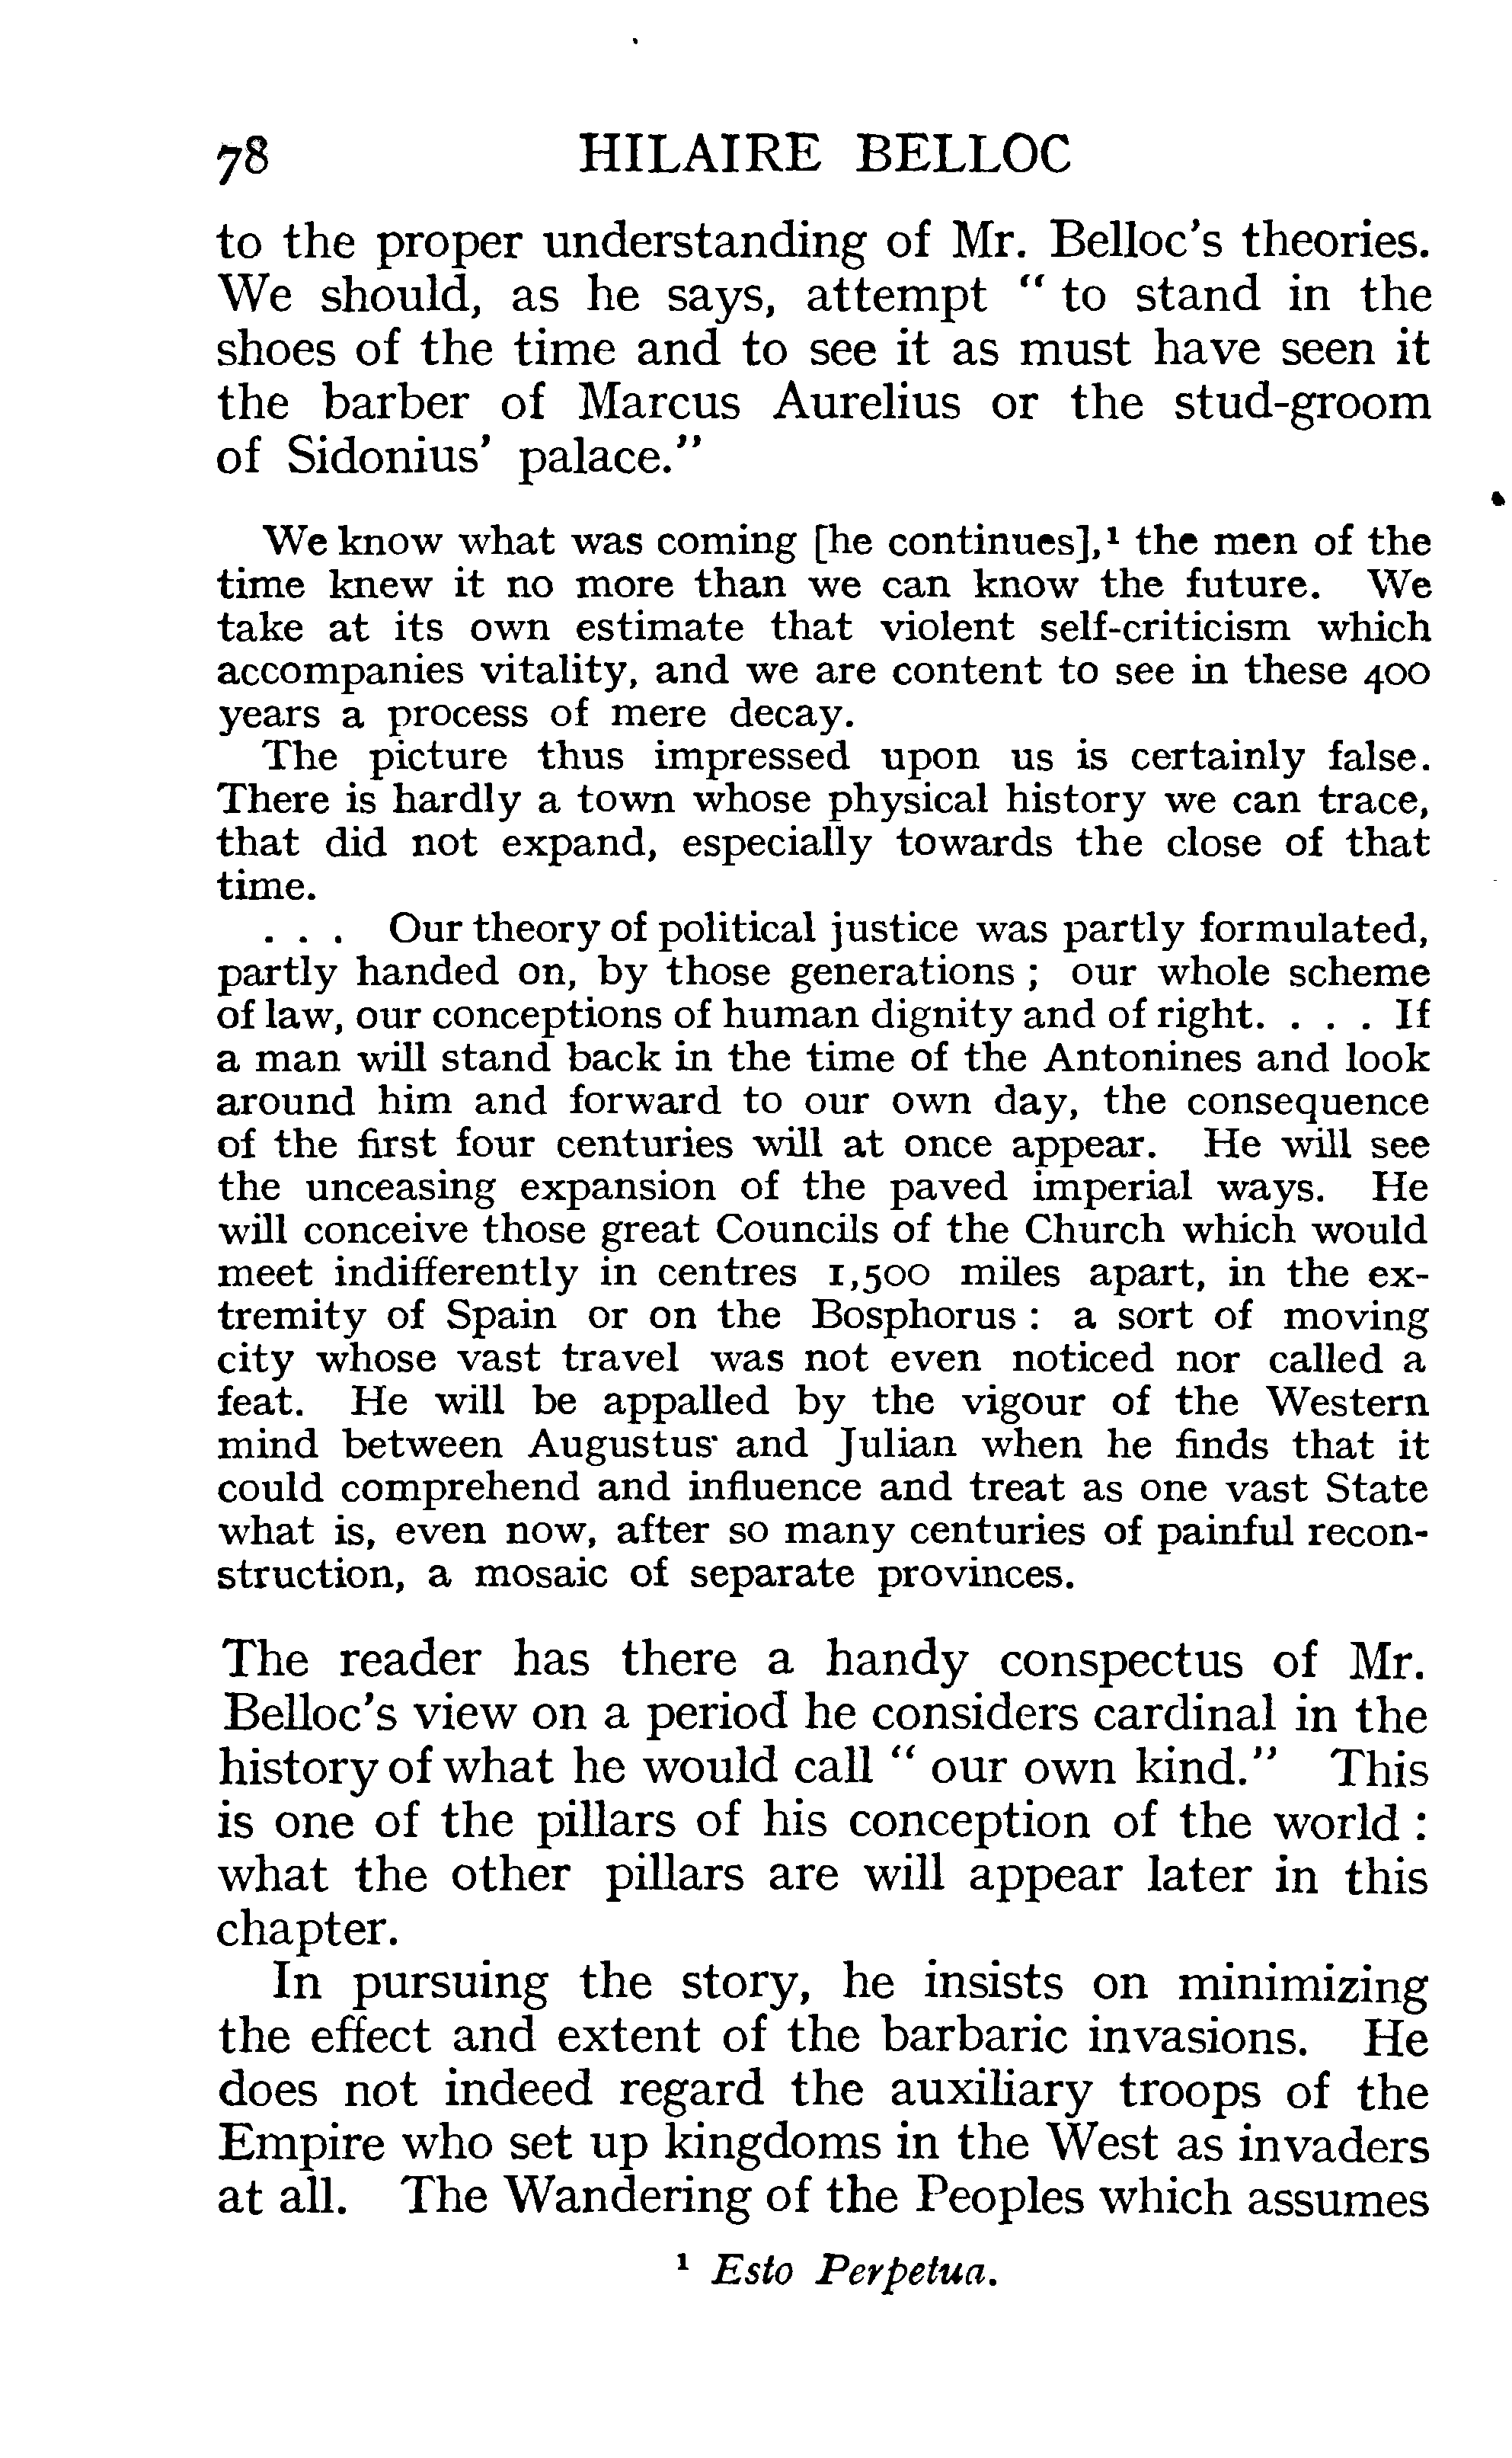 78 HILAIRE BELLOC
to the proper understanding of Mr. Belloc's theories.
We should, as he says, attempt " to stand in the
shoes of the time and to see it as must have seen it
the barber of Marcus Aurelius or the stud-groom
of Sidonius' palace."
We know what was coming [he continues],¹ the men of the
time knew it no more than we can know the future. We
take at its own estimate that violent self-criticism which
accompanies vitality, and we are content to see in these 400
years a process of mere decay.
The picture thus impressed upon us is certainly false.
There is hardly a town whose physical history we can trace,
that did not expand, especially towards the close of that
time.
. . . Our theory of political justice was partly formulated,
partly handed on, by those generations ; our whole scheme
of law, our conceptions of human dignity and of right. . . . If
a man will stand back in the time of the Antonines and look
around him and forward to our own day, the consequence
of the first four centuries will at once appear. He will see
the unceasing expansion of the paved imperial ways. He
will conceive those great Councils of the Church which would
meet indifferently in centres 1,500 miles apart, in the ex-
tremity of Spain or on the Bosphorus : a sort of moving
city whose vast travel was not even noticed nor called a
feat. He will be appalled by the vigour of the Western
mind between Augustus and Julian when he finds that it
could comprehend and influence and treat as one vast State
what is, even now, after so many centuries of painful recon-
struction, a mosaic of separate provinces.
The reader has there a handy conspectus of Mr.
Belloc's view on a period he considers cardinal in the
history of what he would call " our own kind." This
is one of the pillars of his conception of the world :
what the other pillars are will appear later in this
chapter.
In pursuing the story, he insists on minimizing
the effect and extent of the barbaric invasions. He
does not indeed regard the auxiliary troops of the
Empire who set up kingdoms in the West as invaders
at all. The Wandering of the Peoples which assumes
¹ Esto Perpetua.